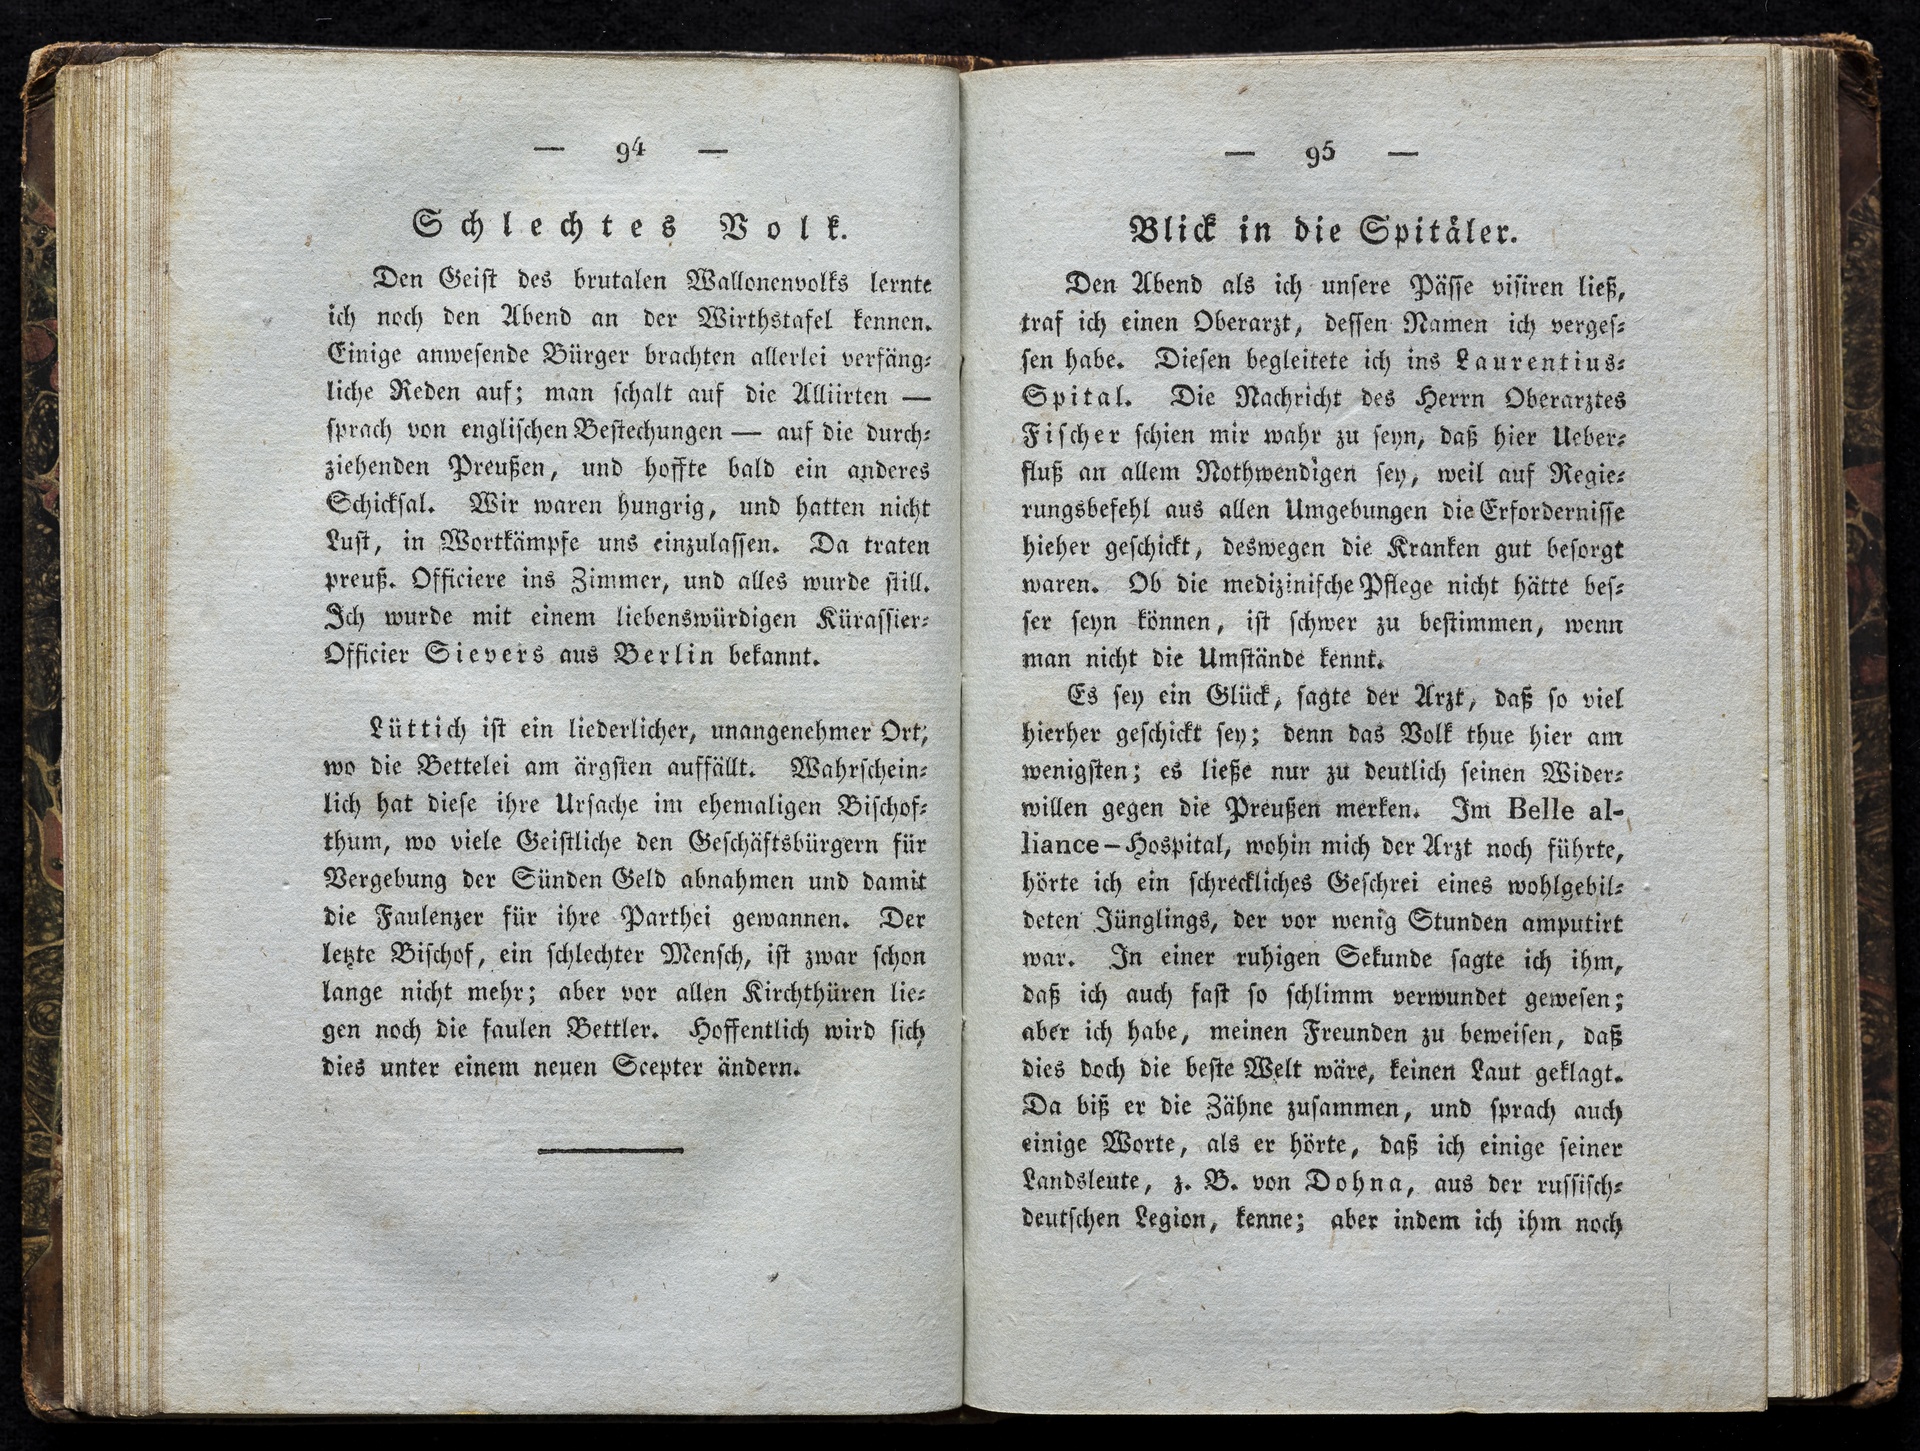 — 94 —
Schlechtes Volk.
Den Geiſt des brutalen Wallonenvolks lernte
ich noch den Abend an der Wirthstafel kennen.
Einige anweſende Bürger brachten allerlei verfäng⸗
liche Reden auf; man ſchalt auf die Alliirten —
ſprach von engliſchen Beſtechungen — auf die durch⸗
ziehenden Preußen, und hoffte bald ein anderes
Schickſal. Wir waren hungrig, und hatten nicht
Luſt, in Wortkämpfe uns einzulaſſen. Da traten
preuß. Officiere ins Zimmer, und alles wurde ſtill.
Ich wurde mit einem liebenswürdigen Küraſſier⸗
Officier Sievers aus Berlin bekannt.
Lüttich iſt ein liederlicher, unangenehmer Ort,
wo die Bettelei am ärgſten auffällt. Wahrſchein⸗
lich hat dieſe ihre Urſache im ehemaligen Biſchof⸗
thum, wo viele Geiſtliche den Geſchäftsbürgern für
Vergebung der Sünden Geld abnahmen und damit
die Faulenzer für ihre Parthei gewannen. Der
letzte Biſchof, ein ſchlechter Menſch, iſt zwar ſchon
lange nicht mehr; aber vor allen Kirchthüren lie⸗
gen noch die faulen Bettler. Hoffentlich wird ſich
dies unter einem neuen Scepter ändern.
— 95 —
Blick in die Spitäler.
Den Abend als ich unſere Päſſe viſiren ließ,
traf ich einen Oberarzt, deſſen Namen ich vergeſ⸗
ſen habe. Dieſen begleitete ich ins Laurentius⸗
Spital. Die Nachricht des Herrn Oberarztes
Fiſcher ſchien mir wahr zu ſeyn, daß hier Ueber⸗
fluß an allem Nothwendigen ſey, weil auf Regie⸗
rungsbefehl aus allen Umgebungen die Erforderniſſe
hieher geſchickt, deswegen die Kranken gut beſorgt
waren. Ob die mediziniſche Pflege nicht hätte beſ⸗
ſer ſeyn können, iſt ſchwer zu beſtimmen, wenn
man nicht die Umſtände kennt.
Es ſey ein Glück, ſagte der Arzt, daß ſo viel
hierher geſchickt ſey; denn das Volk thue hier am
wenigſten; es ließe nur zu deutlich ſeinen Wider⸗
willen gegen die Preußen merken. Im Belle al-
liance-Hospital, wohin mich der Arzt noch führte,
hörte ich ein ſchreckliches Geſchrei eines wohlgebil⸗
deten Jünglings, der vor wenig Stunden amputirt
war. In einer ruhigen Sekunde ſagte ich ihm,
daß ich auch faſt ſo ſchlimm verwundet geweſen;
aber ich habe, meinen Freunden zu beweiſen, daß
dies doch die beſte Welt wäre, keinen Laut geklagt.
Da biß er die Zähne zuſammen, und ſprach auch
einige Worte, als er hörte, daß ich einige ſeiner
Landsleute, z. B. von Dohna, aus der ruſſiſch⸗
deutſchen Legion, kenne; aber indem ich ihm noch